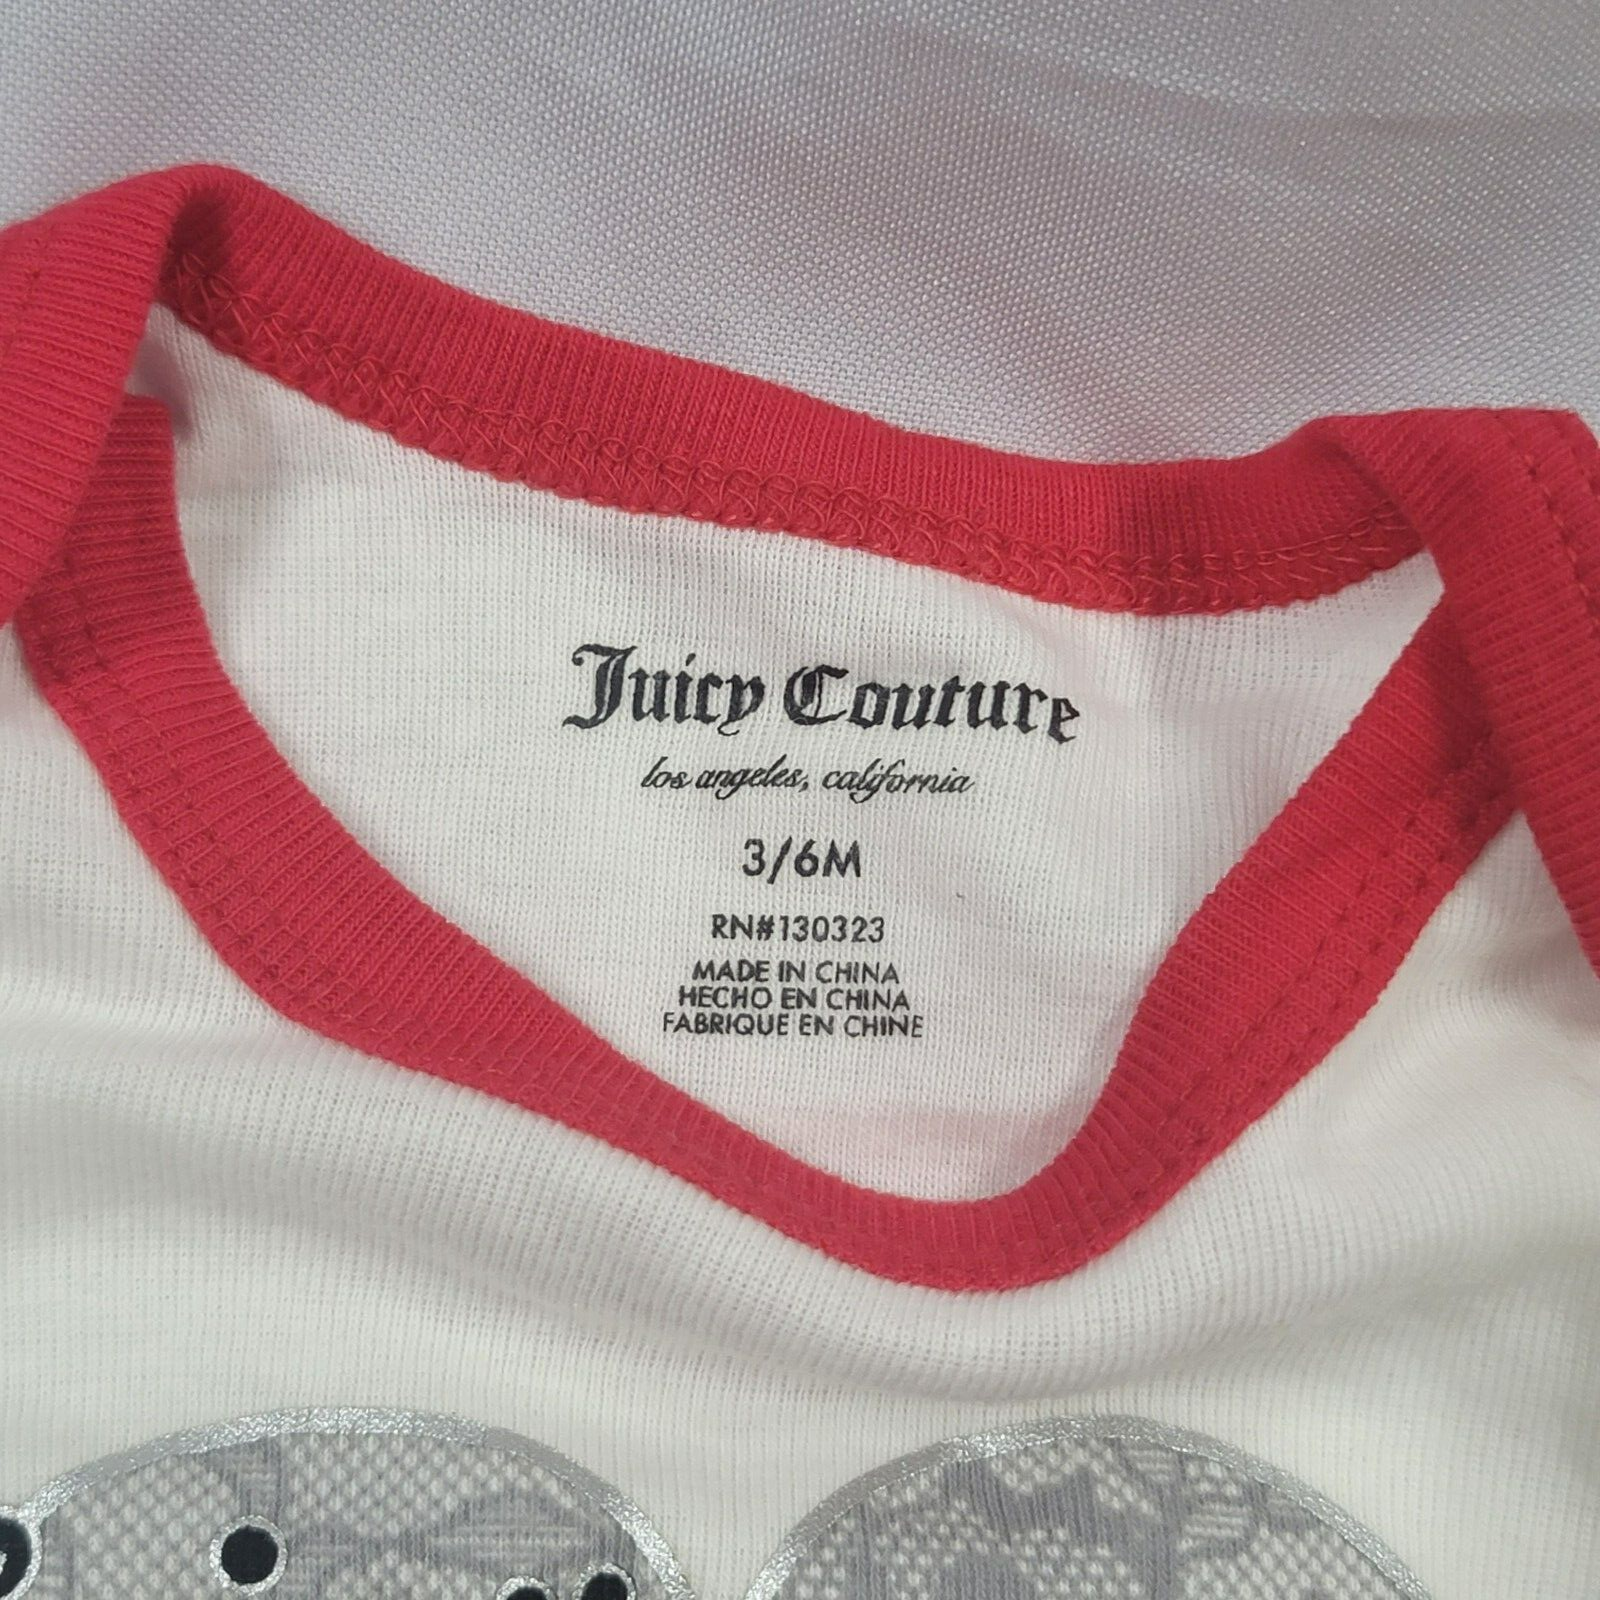 Juicy Couture
los angeles, california
3/6M
RN#130323
MADE IN CHINA
HECHO EN CHINA
FABRIQUE EN CHINE